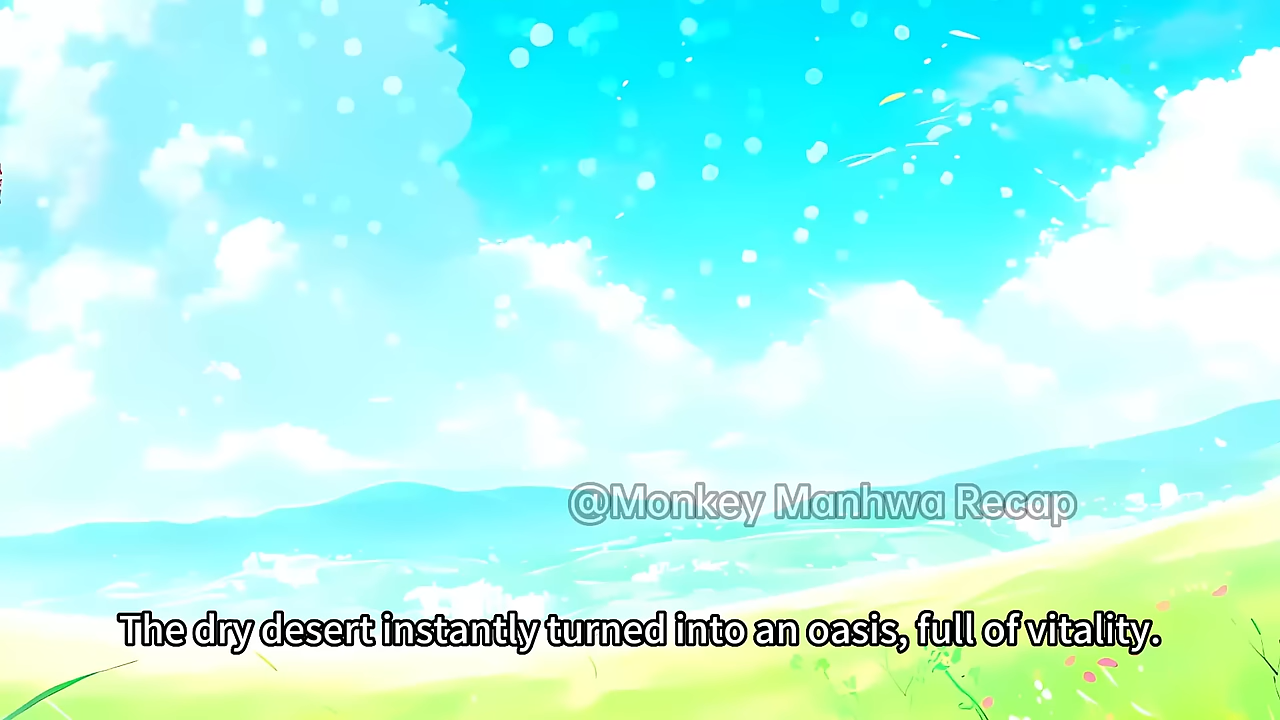 @Monkey Manhwa Recap
The dry desert instantly turned into an oasis, full of vitality.